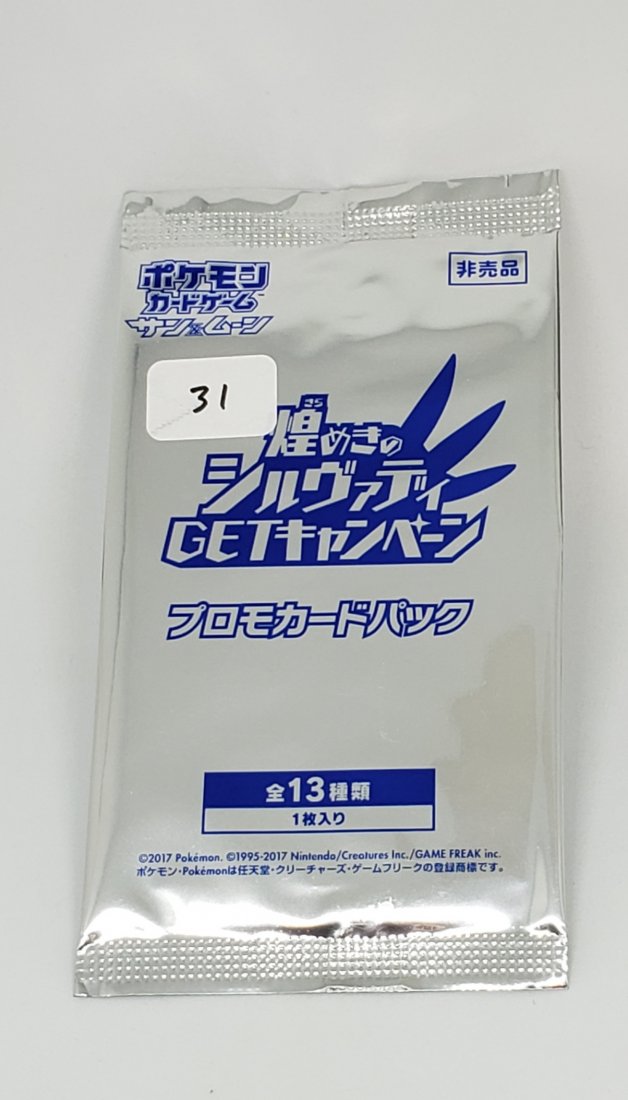 ポケモン
カードゲーム™
サン&ムーン
非売品
31
きら
煌めきの
シルヴァディ
GETキャンペーン
プロモカードパック
全13種類
1枚入り
©2017 Pokémon. ©1995-2017 Nintendo/Creatures Inc./GAME FREAK inc.
ポケモン・Pokémonは任天堂・クリーチャーズ・ゲームフリークの登録商標です。